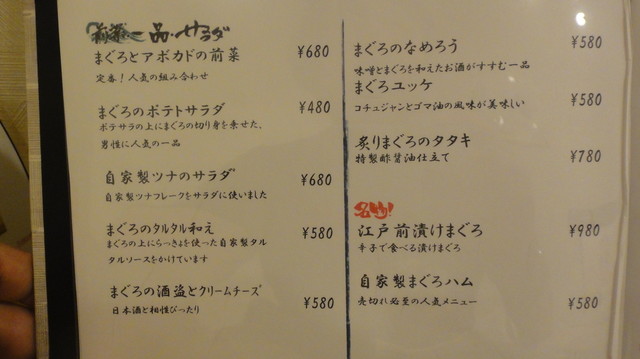 前菜・一品・サラダ
まぐろとアボカドの前菜 ¥680
定番！人気の組み合わせ
まぐろのポテトサラダ ¥480
ポテサラの上にまぐろの切り身を乗せた、
男性に人気の一品
自家製ツナのサラダ ¥680
自家製ツナフレークをサラダに使いました
まぐろのタルタル和え ¥580
まぐろの上にらっきょを使った自家製タル
タルソースをかけています
まぐろの酒盗とクリームチーズ ¥580
日本酒と相性ぴったり
まぐろのなめろう ¥580
味噌とまぐろを和えたお酒がすすむ一品
まぐろユッケ ¥580
コチュジャンとゴマ油の風味が美味しい
炙りまぐろのタタキ ¥780
特製酢醤油仕立て
名物!
江戸前漬けまぐろ ¥980
辛子で食べる漬けまぐろ
自家製まぐろハム ¥580
売切れ必至の人気メニュー